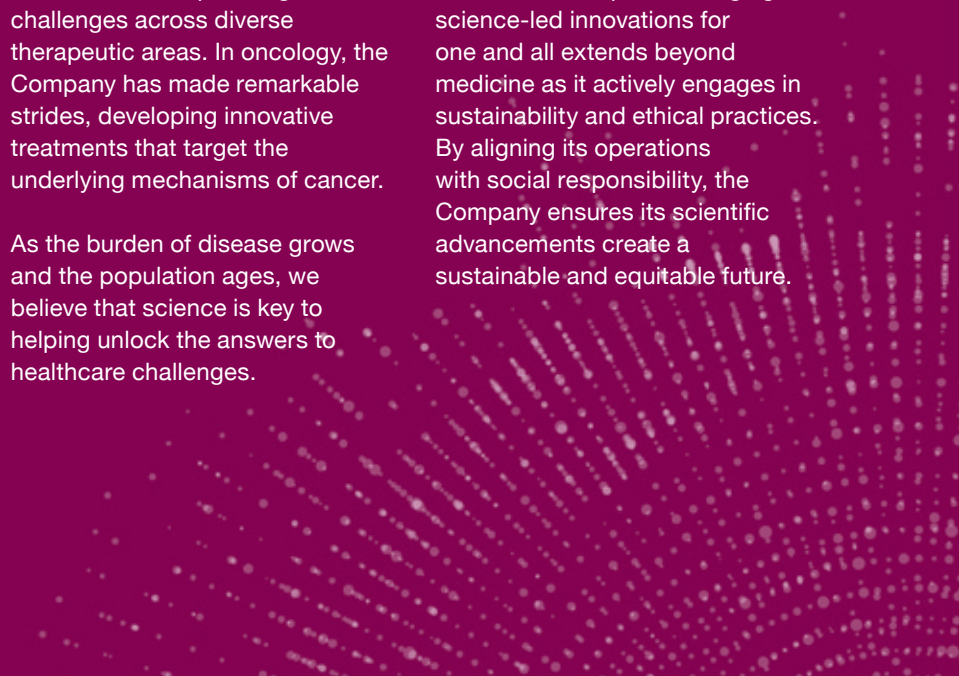 challenges across diverse
therapeutic areas. In oncology, the
Company has made remarkable
strides, developing innovative
treatments that target the
underlying mechanisms of cancer.
As the burden of disease grows
and the population ages, we
believe that science is key to
helping unlock the answers to
healthcare challenges.
science-led innovations for
one and all extends beyond
medicine as it actively engages in
sustainability and ethical practices.
By aligning its operations
with social responsibility, the
Company ensures its scientific
advancements create a
sustainable and equitable future.